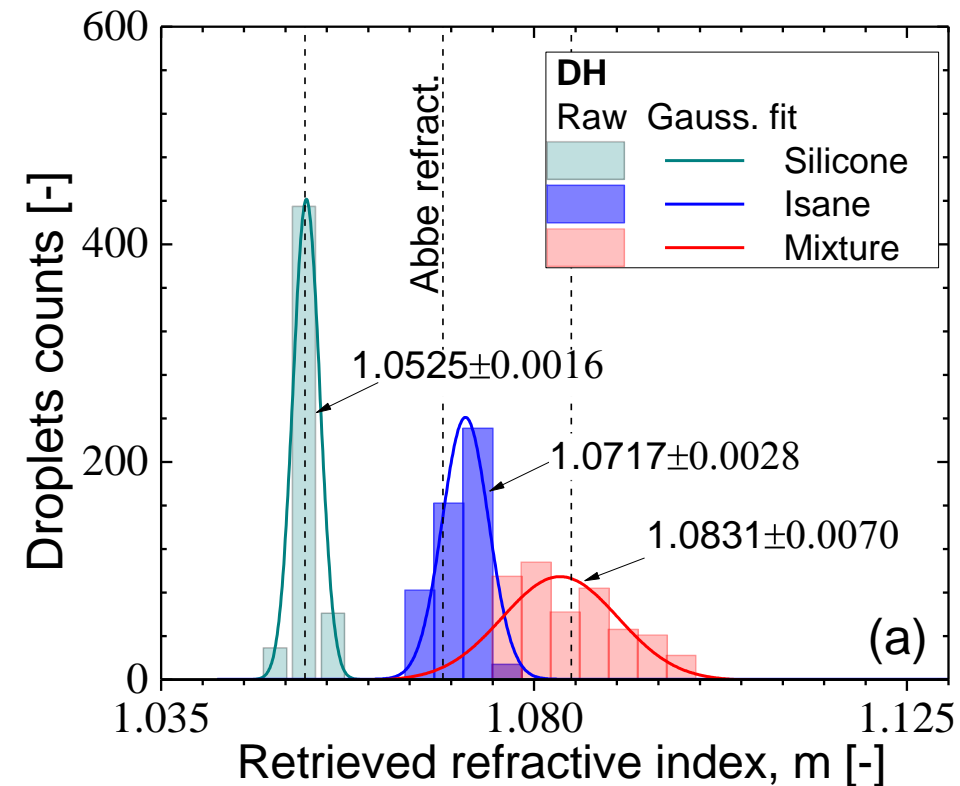 600
400
200
0
Droplets counts [-]
Abbe refract.
DH
Raw Gauss. fit
Silicone
Isane
Mixture
1.0525±0.0016
1.0717±0.0028
1.0831±0.0070
(a)
1.035 1.080 1.125
Retrieved refractive index, m [-]